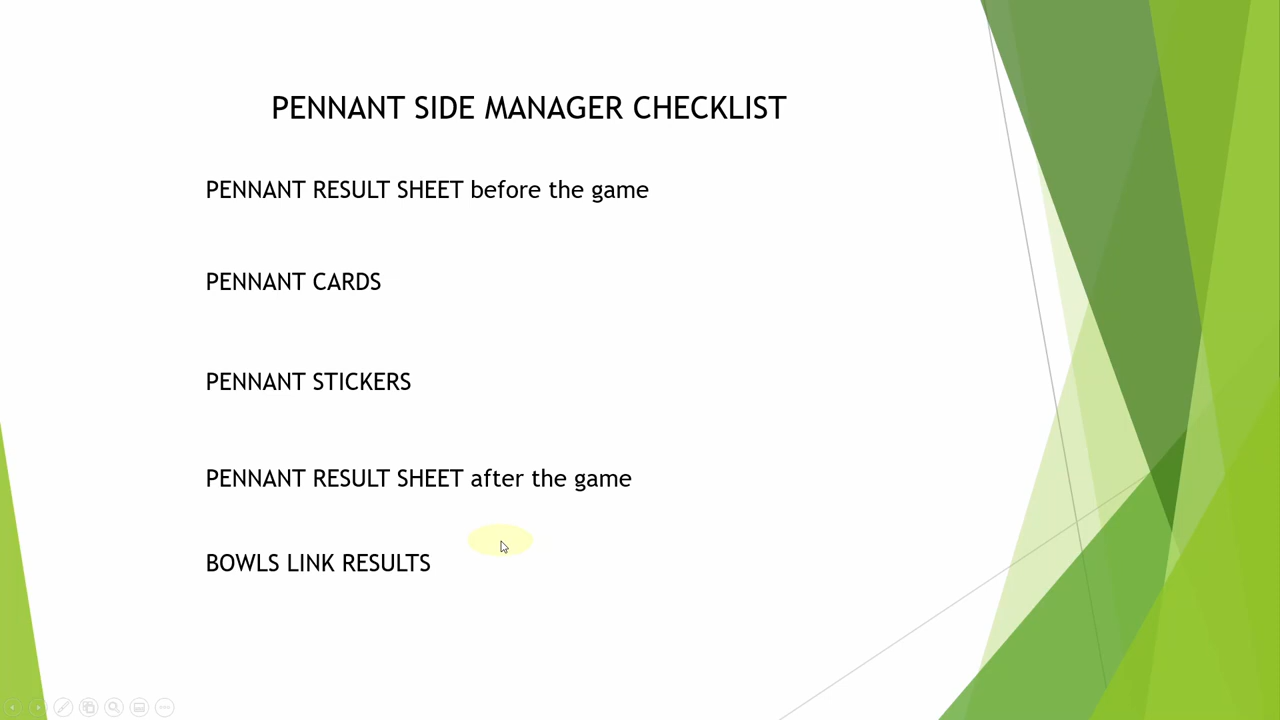 PENNANT SIDE MANAGER CHECKLIST
PENNANT RESULT SHEET before the game
PENNANT CARDS
PENNANT STICKERS
PENNANT RESULT SHEET after the game
BOWLS LINK RESULTS